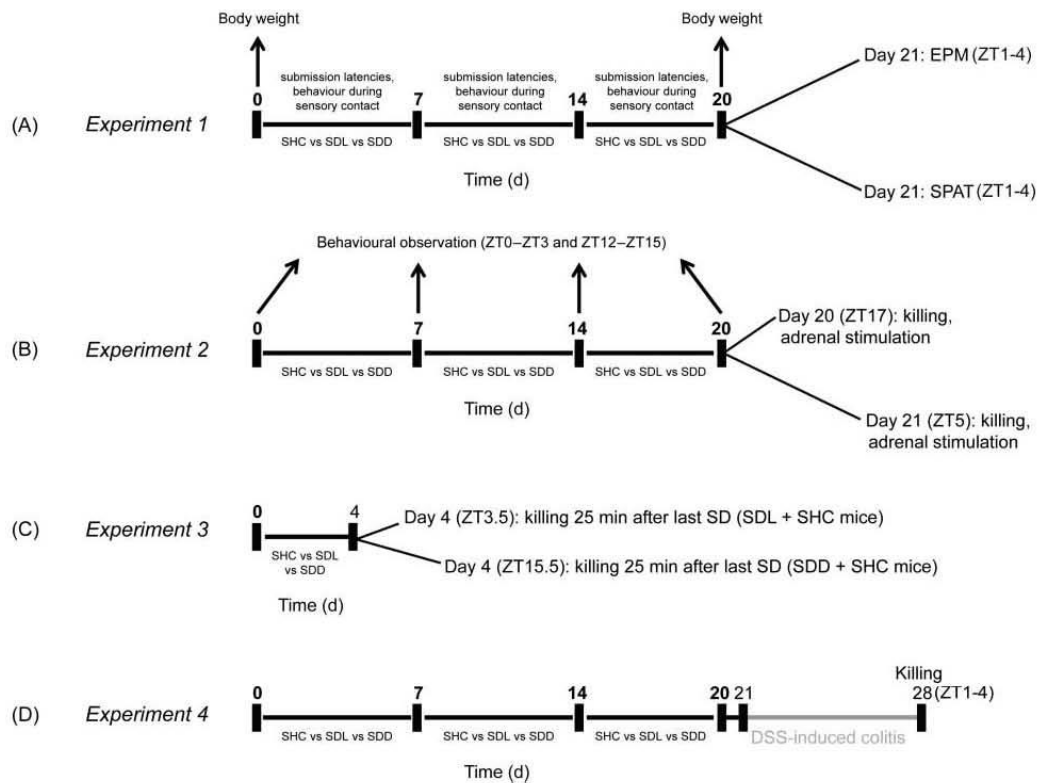 Body weight
Body weight
submission latencies,
behaviour during
sensory contact
submission latencies,
behaviour during
sensory contact
submission latencies,
behaviour during
sensory contact
Day 21: EPM (ZT1-4)
0
7
14
20
(A)
Experiment 1
SHC vs SDL vs SDD
SHC vs SDL vs SDD
SHC vs SDL vs SDD
Time (d)
Day 21: SPAT (ZT1-4)
Behavioural observation (ZT0–ZT3 and ZT12–ZT15)
0
7
14
20
Day 20 (ZT17): killing,
adrenal stimulation
(B)
Experiment 2
SHC vs SDL vs SDD
SHC vs SDL vs SDD
SHC vs SDL vs SDD
Time (d)
Day 21 (ZT5): killing,
adrenal stimulation
0
4
Day 4 (ZT3.5): killing 25 min after last SD (SDL + SHC mice)
(C)
Experiment 3
SHC vs SDL
vs SDD
Day 4 (ZT15.5): killing 25 min after last SD (SDD + SHC mice)
Time (d)
Killing
0
7
14
20
21
28 (ZT1-4)
(D)
Experiment 4
SHC vs SDL vs SDD
SHC vs SDL vs SDD
SHC vs SDL vs SDD
DSS-induced colitis
Time (d)